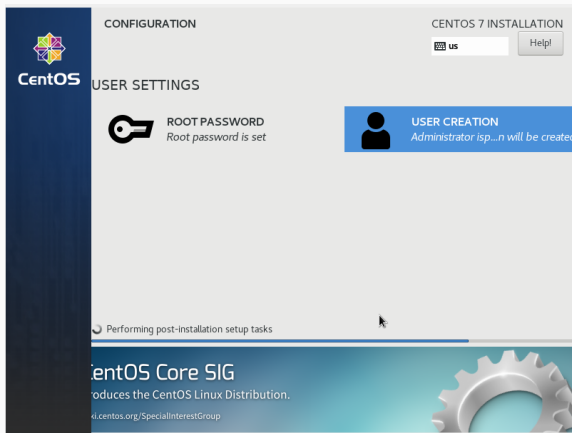 CONFIGURATION
CENTOS 7 INSTALLATION
us
Help!
CentOS
USER SETTINGS
ROOT PASSWORD
Root password is set
USER CREATION
Administrator isp...n will be created
Performing post-installation setup tasks
entOS Core SIG
roduces the CentOS Linux Distribution.
ki.centos.org/SpecialInterestGroup